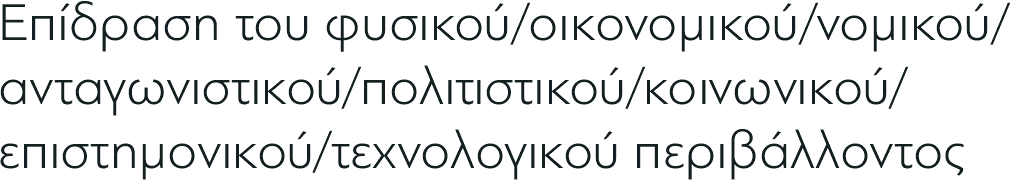 Επίδραση του φυσικού/οικονομικού/νομικού/
ανταγωνιστικού/πολιτιστικού/κοινωνικού/
επιστημονικού/τεχνολογικού περιβάλλοντος